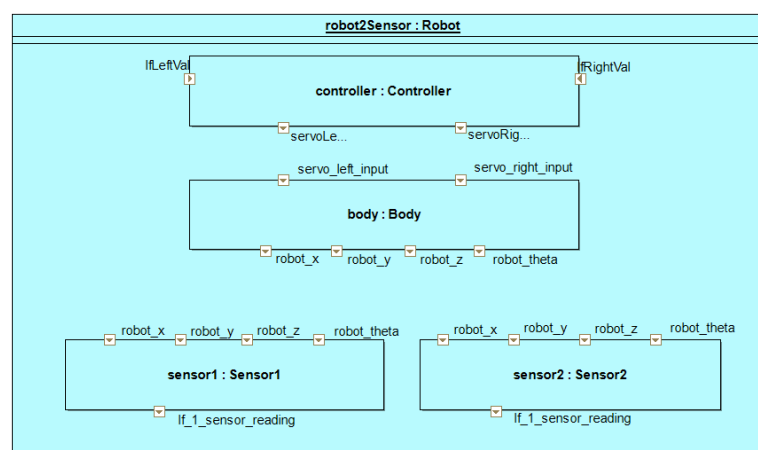 robot2Sensor : Robot
lfLeftVal
lfRightVal
controller : Controller
servoLe...
servoRig...
servo_left_input
servo_right_input
body : Body
robot_x
robot_y
robot_z
robot_theta
robot_x
robot_y
robot_z
robot_theta
robot_x
robot_y
robot_z
robot_theta
sensor1 : Sensor1
sensor2 : Sensor2
lf_1_sensor_reading
lf_1_sensor_reading